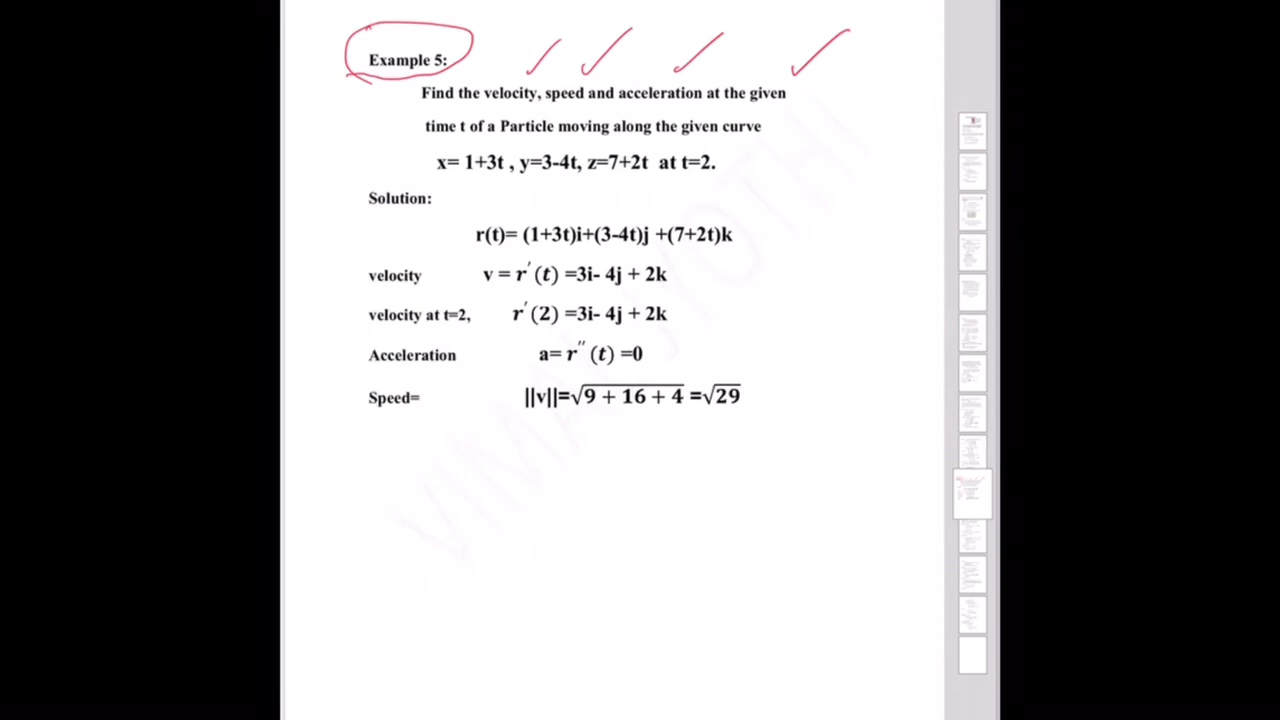 Example 5:
Find the velocity, speed and acceleration at the given
time t of a Particle moving along the given curve
x= 1+3t , y=3-4t, z=7+2t at t=2.
Solution:
r(t)= (1+3t)i+(3-4t)j +(7+2t)k
velocity v = r′(t) =3i- 4j + 2k
velocity at t=2, r′(2) =3i- 4j + 2k
Acceleration a= r′′(t) =0
Speed= ||v||=√9 + 16 + 4 =√29
VIMALJYOTHI